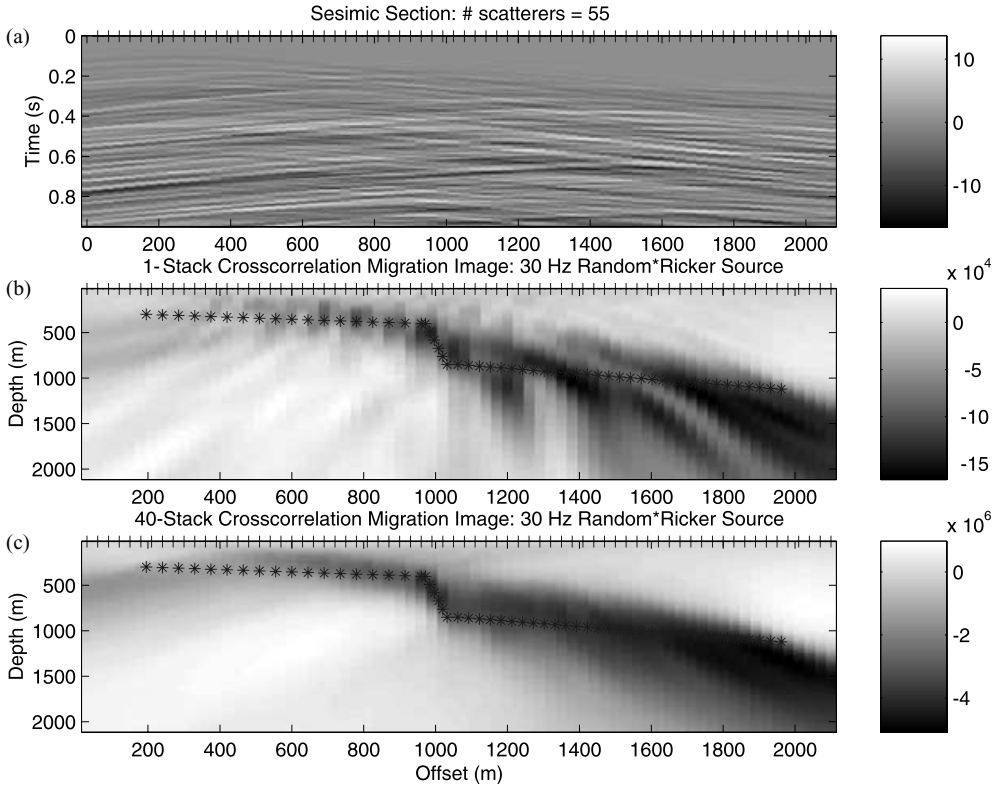 Sesimic Section: # scatterers = 55
(a)
0
0.2
0.4
0.6
0.8
Time (s)
0 200 400 600 800 1000 1200 1400 1600 1800 2000
10
0
-10
1-Stack Crosscorrelation Migration Image: 30 Hz Random*Ricker Source
(b)
500
1000
1500
2000
Depth (m)
200 400 600 800 1000 1200 1400 1600 1800 2000
x 10^4
0
-5
-10
-15
40-Stack Crosscorrelation Migration Image: 30 Hz Random*Ricker Source
(c)
500
1000
1500
2000
Depth (m)
200 400 600 800 1000 1200 1400 1600 1800 2000
Offset (m)
x 10^6
0
-2
-4